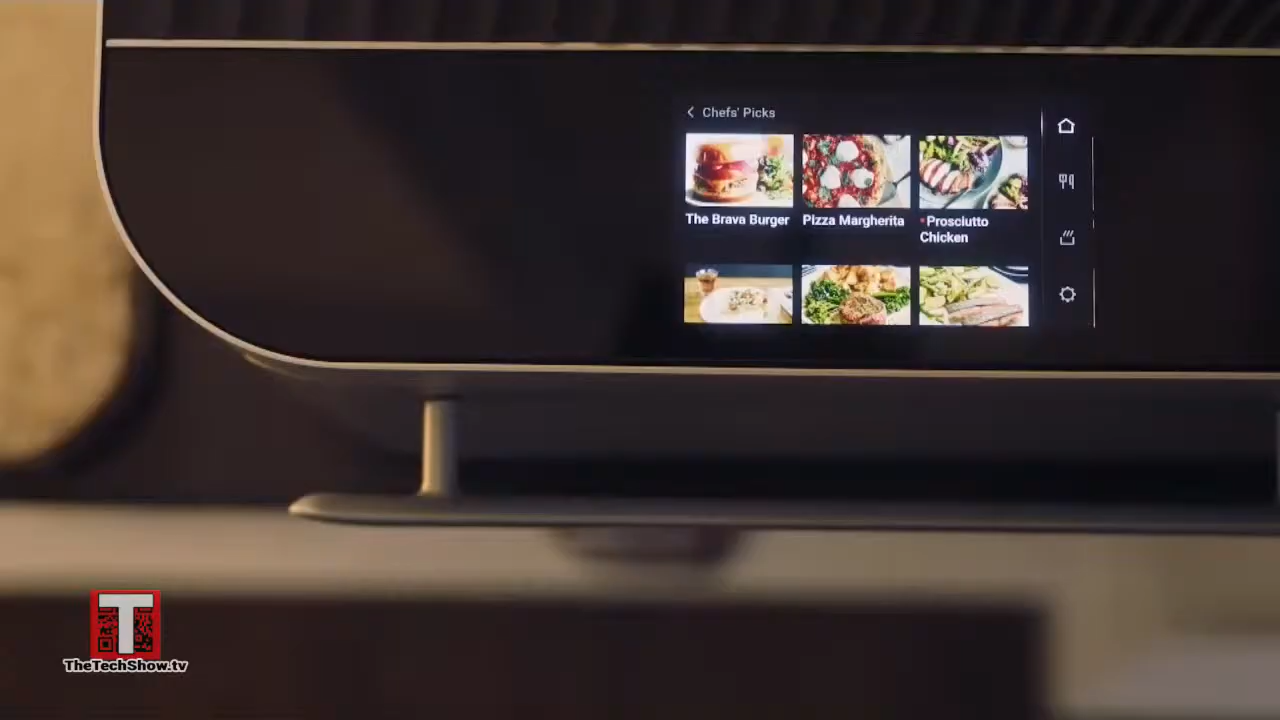 Chefs' Picks
The Brava Burger
Pizza Margherita
Prosciutto
Chicken
T
TheTechShow.tv